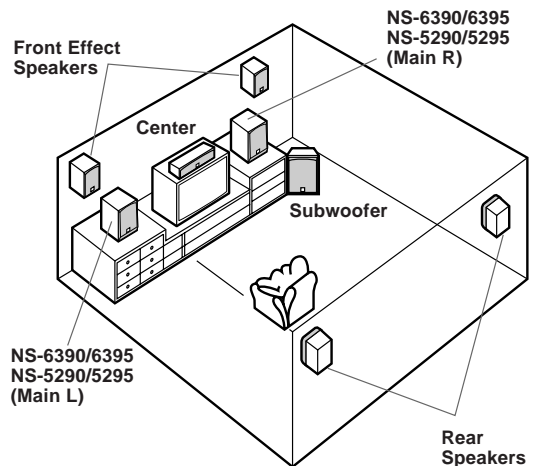 NS-6390/6395
NS-5290/5295
(Main R)
Front Effect
Speakers
Center
Subwoofer
NS-6390/6395
NS-5290/5295
(Main L)
Rear
Speakers